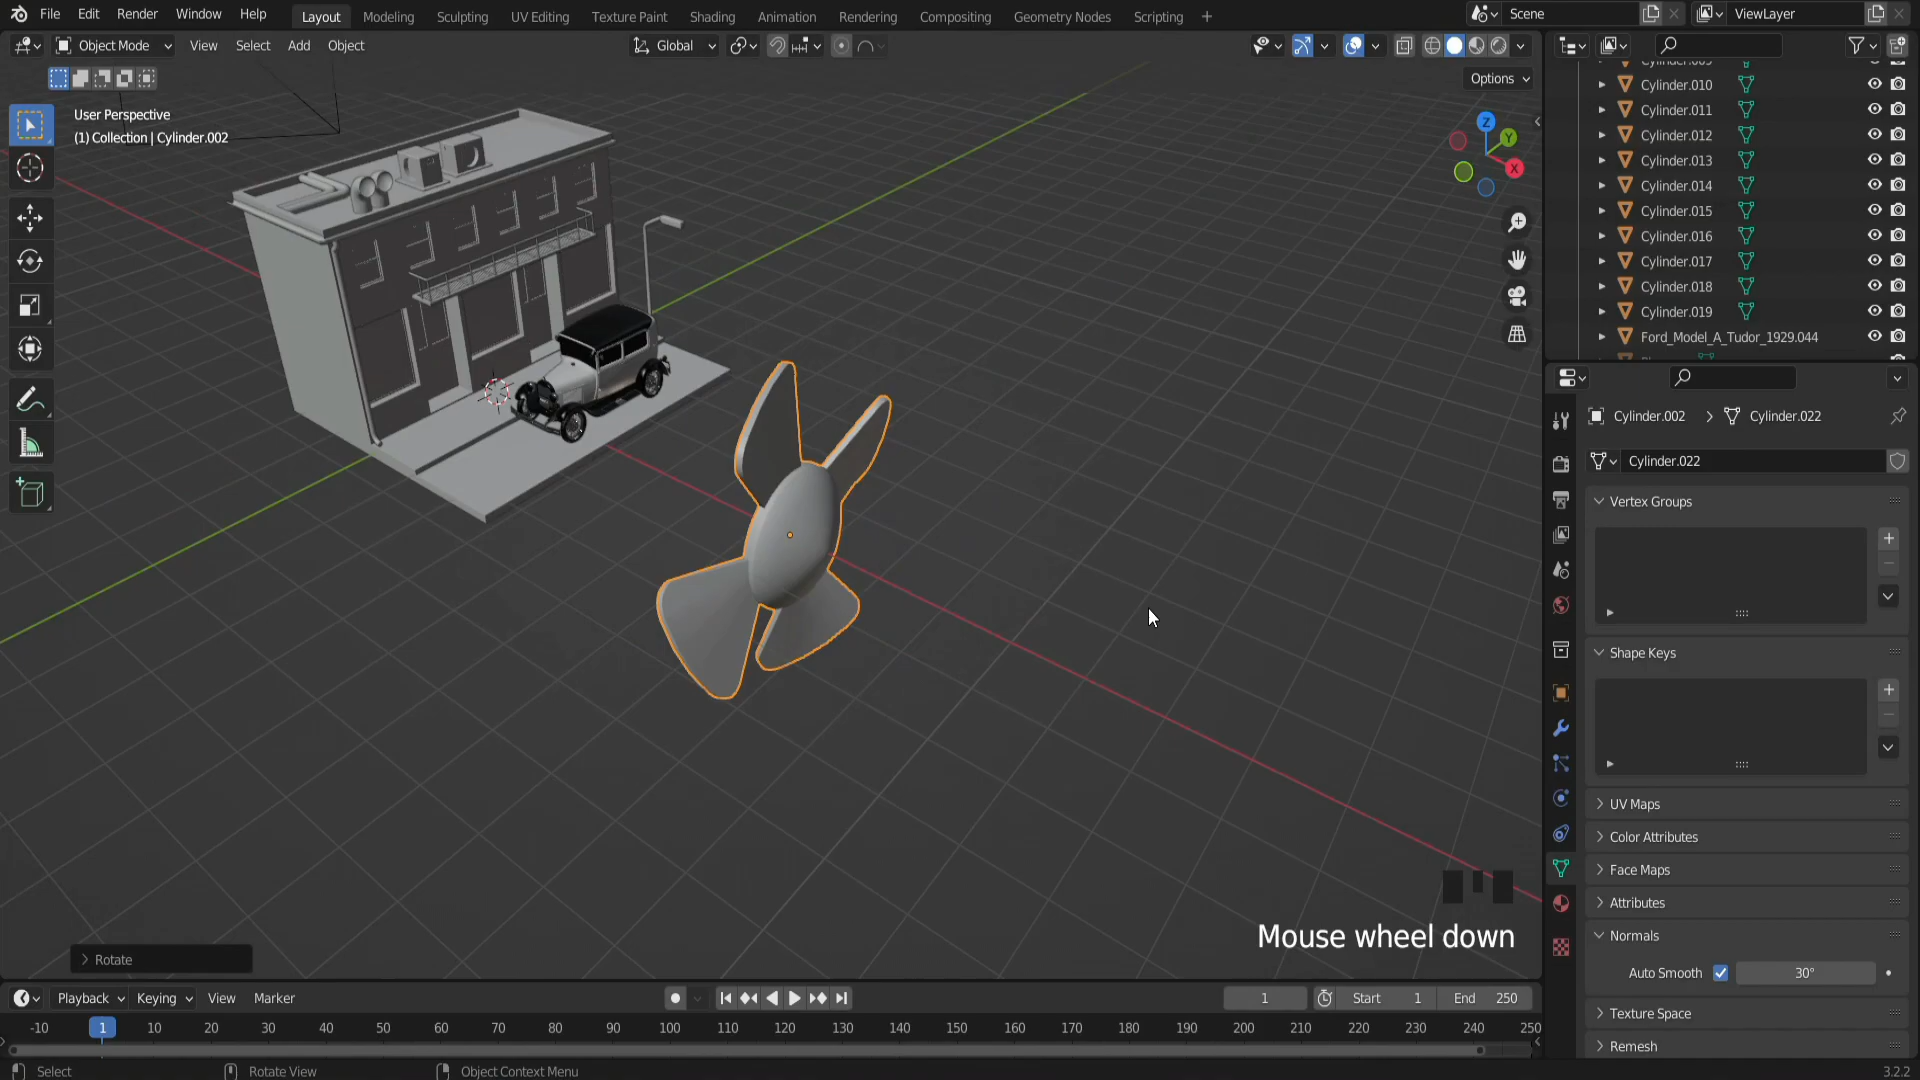 File Edit Render Window Help Layout Modeling Sculpting UV Editing Texture Paint Shading Animation Rendering Compositing Geometry Nodes Scripting + Scene ViewLayer
Object Mode View Select Add Object Global
Options
User Perspective
(1) Collection | Cylinder.002
Z
Y
X
Cylinder.009
Cylinder.010
Cylinder.011
Cylinder.012
Cylinder.013
Cylinder.014
Cylinder.015
Cylinder.016
Cylinder.017
Cylinder.018
Cylinder.019
Ford_Model_A_Tudor_1929.044
Cylinder.002 > Cylinder.022
Cylinder.022
Vertex Groups
Shape Keys
UV Maps
Color Attributes
Face Maps
Attributes
Normals
Auto Smooth 30°
Texture Space
Remesh
Mouse wheel down
Rotate
Playback Keying View Marker 1 Start 1 End 250
-10 1 10 20 30 40 50 60 70 80 90 100 110 120 130 140 150 160 170 180 190 200 210 220 230 240 250
Select Rotate View Object Context Menu 3.2.2